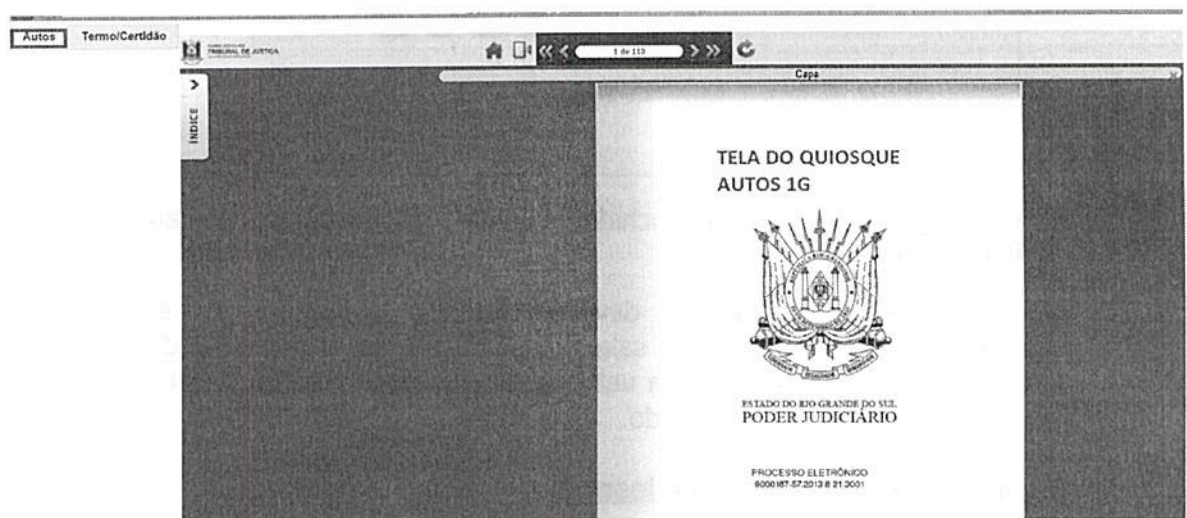 Autos Termo/Certidão
TRIBUNAL DE JUSTIÇA
1 de 110
Capa
ÍNDICE
TELA DO QUIOSQUE
AUTOS 1G
ESTADO DO RIO GRANDE DO SUL
PODER JUDICIÁRIO
PROCESSO ELETRÔNICO